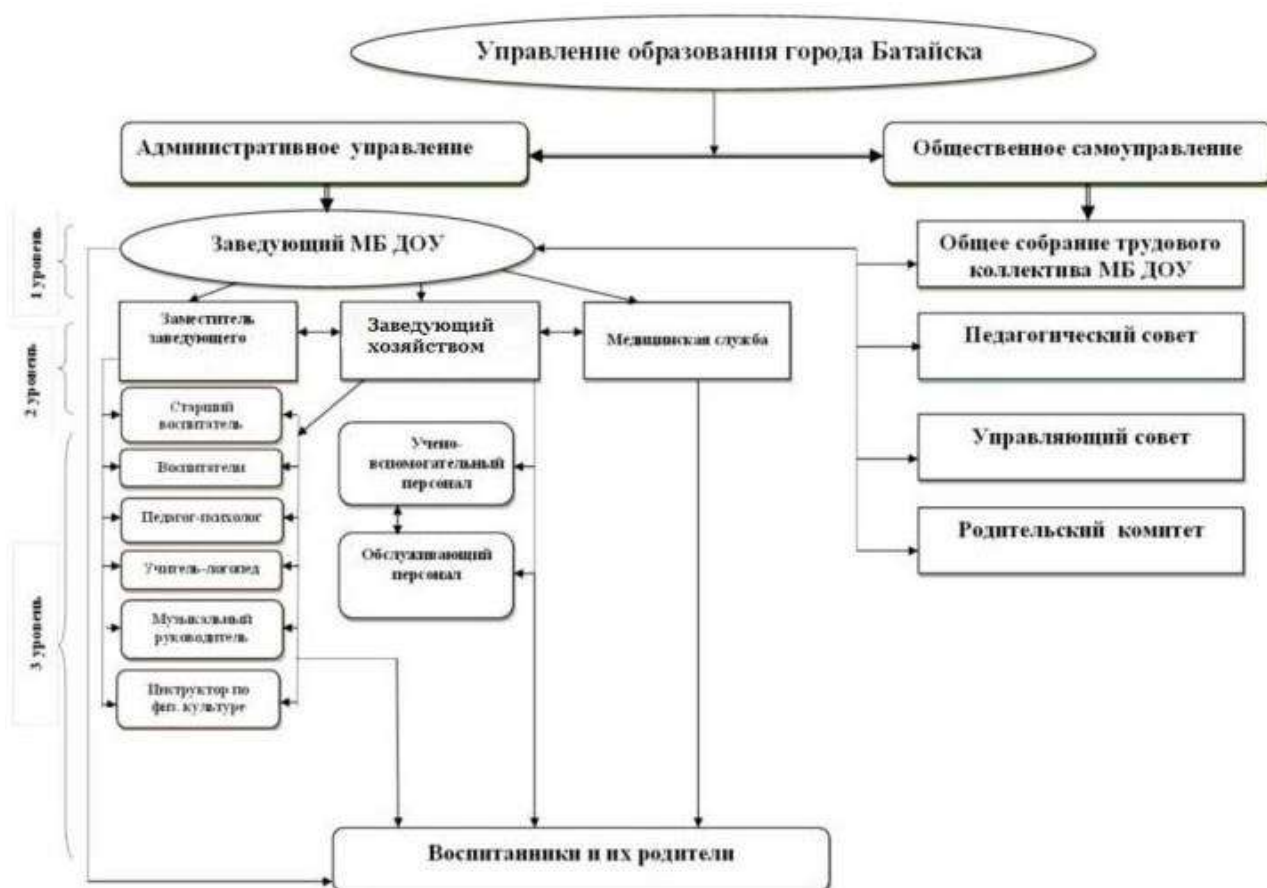 Управление образования города Батайска
Административное управление
Общественное самоуправление
1 уровень
Заведующий МБ ДОУ
Общее собрание трудового
коллектива МБ ДОУ
2 уровень
Заместитель
заведующего
Заведующий
хозяйством
Медицинская служба
Педагогический совет
Старший
воспитатель
Управляющий совет
3 уровень
Воспитатели
Учено-
вспомогательный
персонал
Педагог-психолог
Родительский комитет
Учитель-логопед
Обслуживающий
персонал
Музыкальный
руководитель
Инструктор по
физ. культуре
Воспитанники и их родители